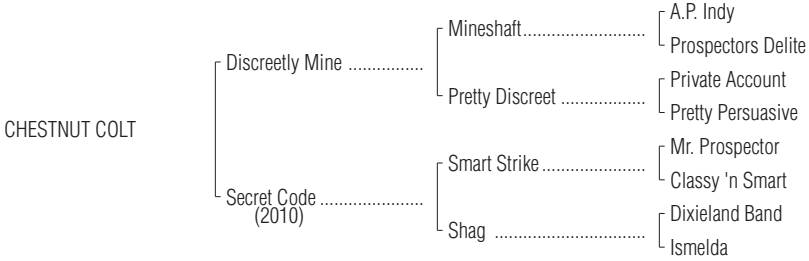 A.P. Indy
Mineshaft..........................
Prospectors Delite
Discreetly Mine ................
Private Account
Pretty Discreet ..................
Pretty Persuasive
CHESTNUT COLT
Mr. Prospector
Smart Strike......................
Classy 'n Smart
Secret Code ......................
(2010)
Dixieland Band
Shag ................................
Ismelda